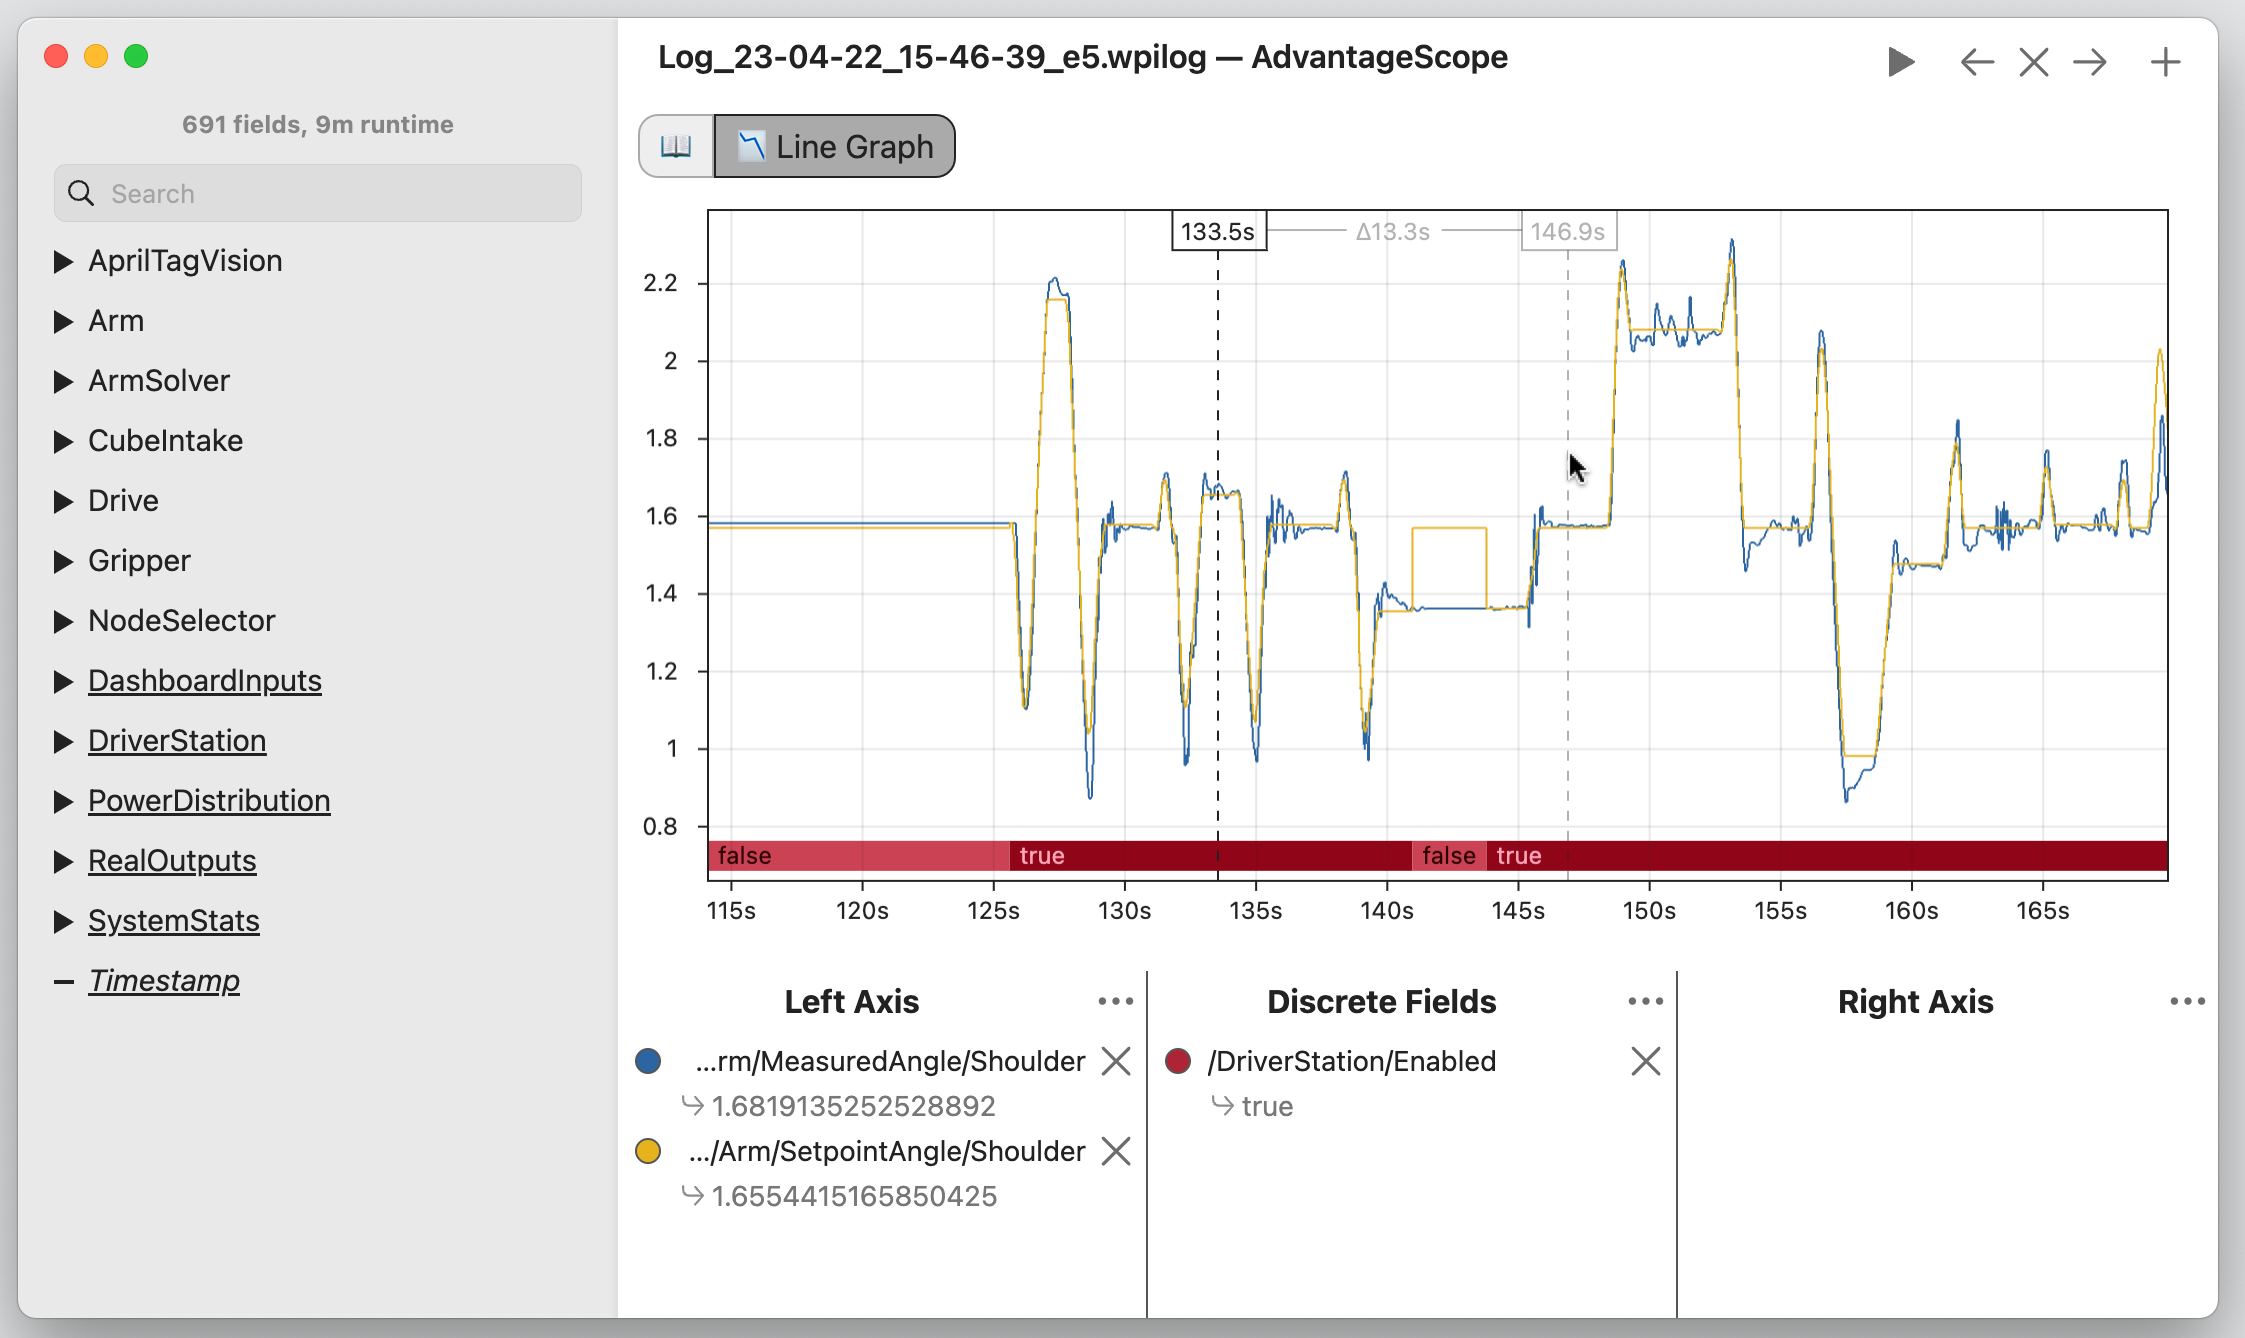 Log_23-04-22_15-46-39_e5.wpilog — AdvantageScope
691 fields, 9m runtime
Search
AprilTagVision
Arm
ArmSolver
CubeIntake
Drive
Gripper
NodeSelector
DashboardInputs
DriverStation
PowerDistribution
RealOutputs
SystemStats
Timestamp
Line Graph
133.5s Δ13.3s 146.9s
2.2
2
1.8
1.6
1.4
1.2
1
0.8
false true false true
115s 120s 125s 130s 135s 140s 145s 150s 155s 160s 165s
Left Axis
...rm/MeasuredAngle/Shoulder
1.6819135252528892
.../Arm/SetpointAngle/Shoulder
1.6554415165850425
Discrete Fields
/DriverStation/Enabled
true
Right Axis